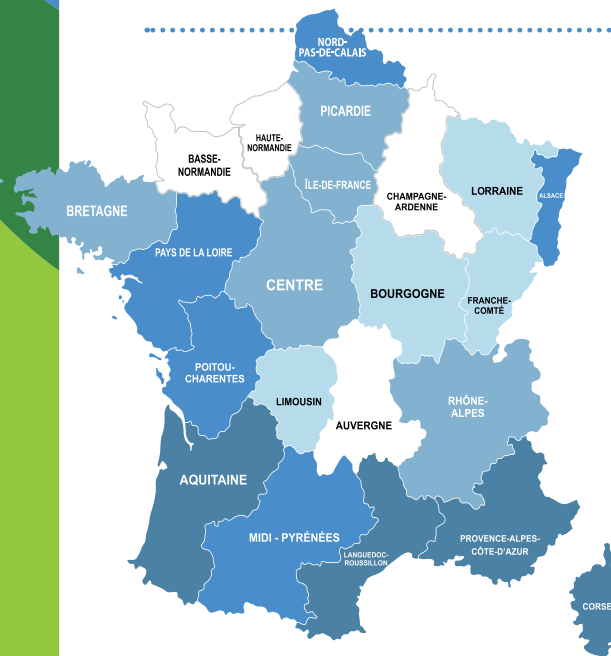 NORD-
PAS-DE-CALAIS
PICARDIE
HAUTE-
NORMANDIE
BASSE-
NORMANDIE
ÎLE-DE-FRANCE
CHAMPAGNE-
ARDENNE
LORRAINE
ALSACE
BRETAGNE
PAYS DE LA LOIRE
CENTRE
BOURGOGNE
FRANCHE-
COMTÉ
POITOU-
CHARENTES
LIMOUSIN
AUVERGNE
RHÔNE-
ALPES
AQUITAINE
MIDI - PYRÉNÉES
LANGUEDOC-
ROUSSILLON
PROVENCE-ALPES-
CÔTE-D'AZUR
CORSE